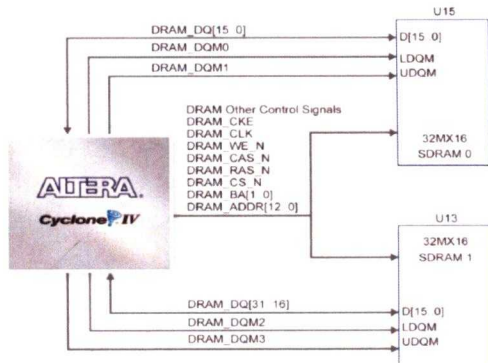 U15
DRAM_DQ[15 0]
D[15 0]
DRAM_DQM0
LDQM
DRAM_DQM1
UDQM
DRAM Other Control Signals
DRAM_CKE
DRAM_CLK
DRAM_WE_N
DRAM_CAS_N
DRAM_RAS_N
DRAM_CS_N
DRAM_BA[1 0]
DRAM_ADDR[12 0]
32MX16
SDRAM 0
ALTERA.
Cyclone IV
U13
32MX16
SDRAM 1
DRAM_DQ[31 16]
D[15 0]
DRAM_DQM2
LDQM
DRAM_DQM3
UDQM